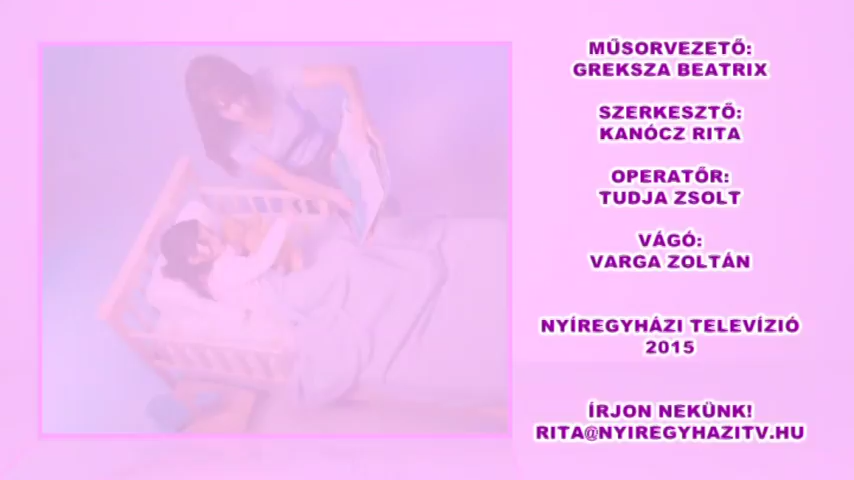 MŰSORVEZETŐ:
GREKSZA BEATRIX
SZERKESZTŐ:
KANÓCZ RITA
OPERATŐR:
TUDJA ZSOLT
VÁGÓ:
VARGA ZOLTÁN
NYÍREGYHÁZI TELEVÍZIÓ
2015
ÍRJON NEKÜNK!
RITA@NYIREGYHAZITV.HU